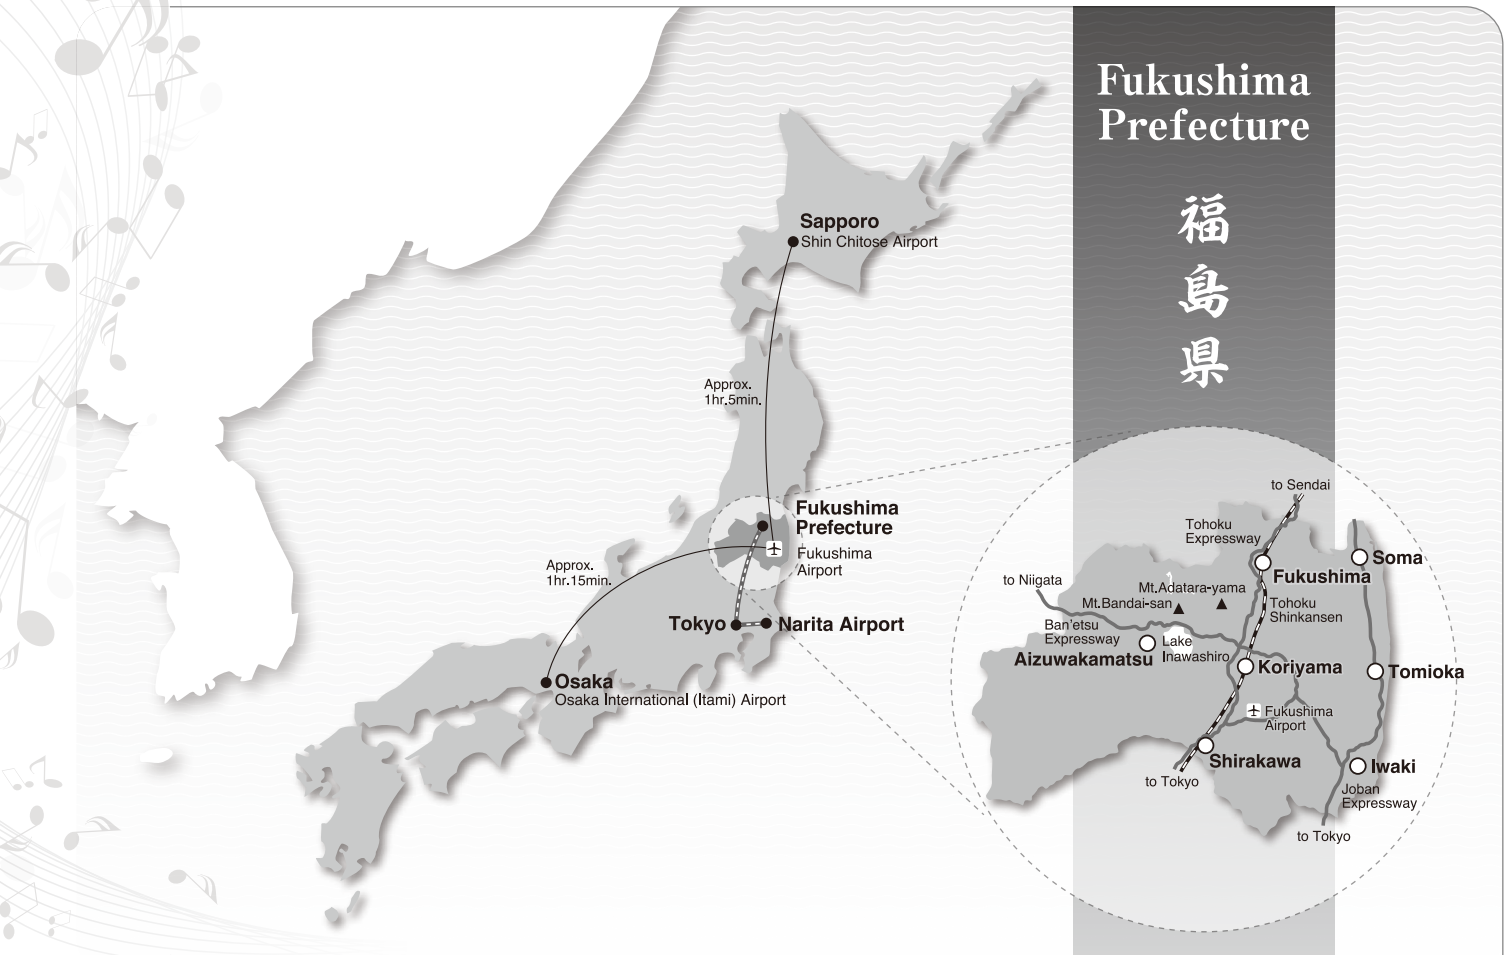 Fukushima
Prefecture
福
島
県
Sapporo
Shin Chitose Airport
Approx.
1hr.5min.
Fukushima
Prefecture
Fukushima
Airport
Approx.
1hr.15min.
Tokyo
Narita Airport
Osaka
Osaka International (Itami) Airport
to Sendai
Tohoku
Expressway
Soma
Fukushima
to Niigata
Mt.Adatara-yama
Mt.Bandai-san
Tohoku
Shinkansen
Ban'etsu
Expressway
Lake
Inawashiro
Aizuwakamatsu
Koriyama
Tomioka
Fukushima
Airport
Shirakawa
Iwaki
to Tokyo
Joban
Expressway
to Tokyo